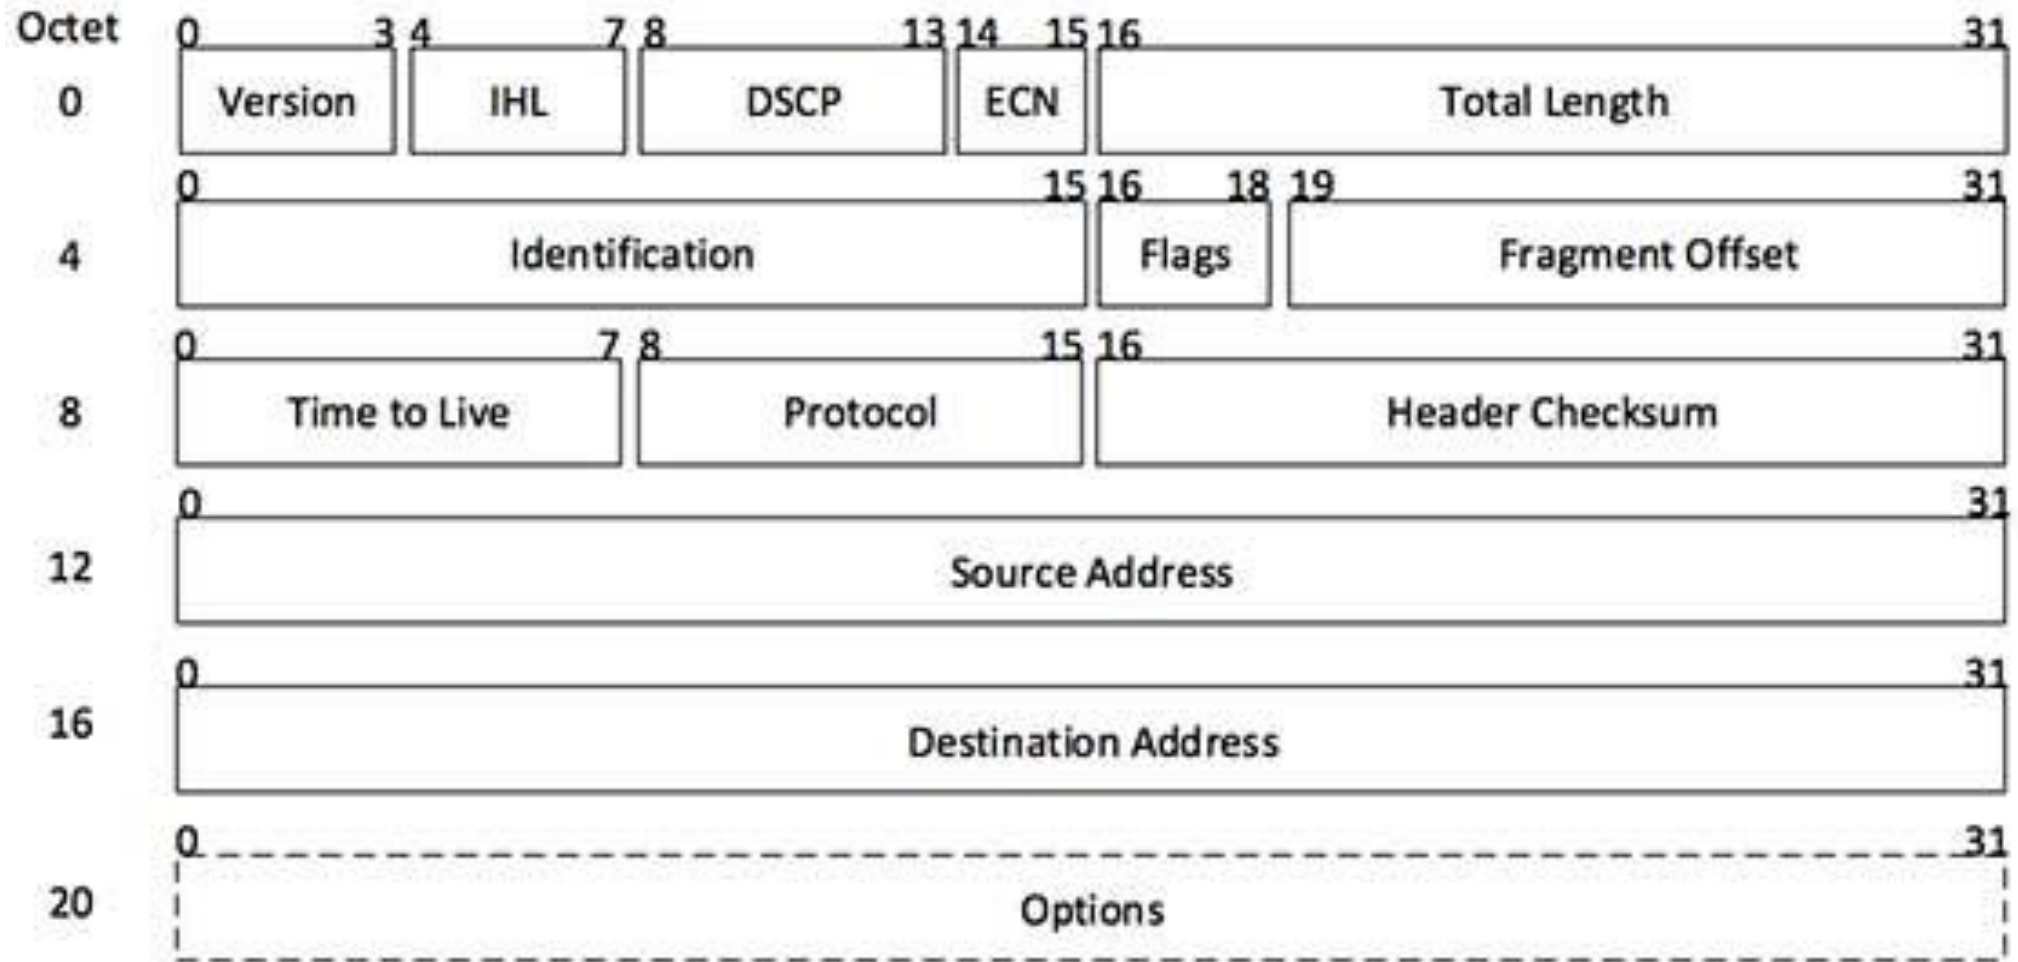 Octet 0 3 4 7 8 13 14 15 16 31
0 Version IHL DSCP ECN Total Length
0 15 16 18 19 31
4 Identification Flags Fragment Offset
0 7 8 15 16 31
8 Time to Live Protocol Header Checksum
0 31
12 Source Address
0 31
16 Destination Address
0 31
20 Options